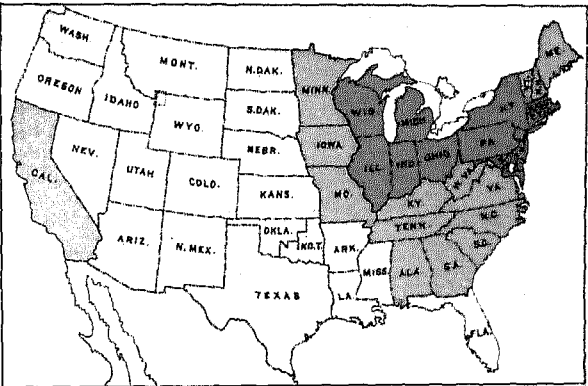 WASH.
MONT.
N.DAK.
MINN.
ME.
OREGON
IDAHO
S.DAK.
WIS.
MICH.
N.Y.
WYO.
NEBR.
IOWA
PA.
NEV.
UTAH
COLO.
ILL.
IND.
OHIO
CAL.
KANS.
MO.
KY.
W.VA.
VA.
TENN.
N.C.
ARIZ.
N.MEX.
OKLA.
IND.T.
ARK.
S.C.
MISS.
ALA.
GA.
TEXAS
LA.
FLA.